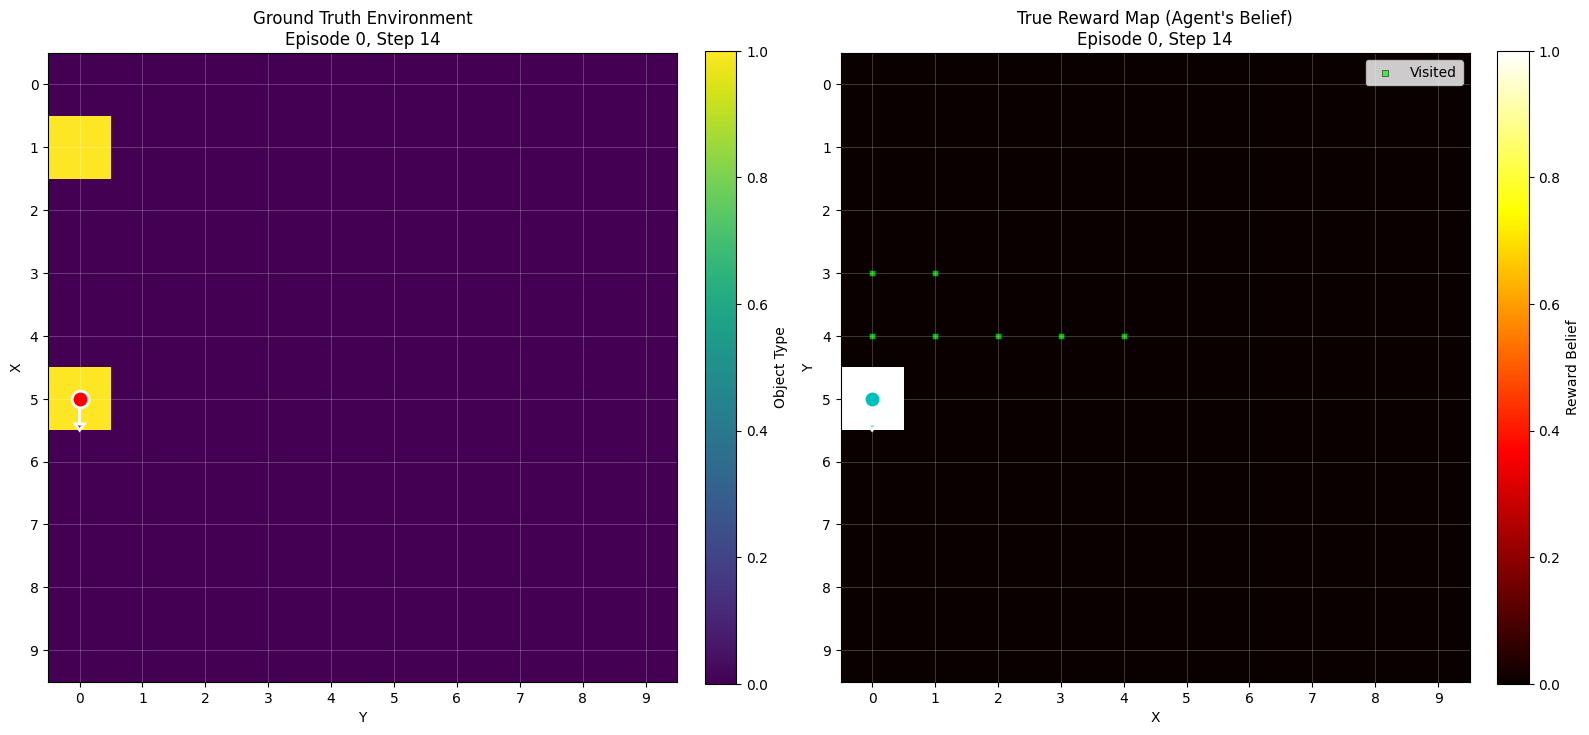 Ground Truth Environment
Episode 0, Step 14
0
1
2
3
4
5
6
7
8
9
X
0 1 2 3 4 5 6 7 8 9
Y
1.0
0.8
0.6
0.4
0.2
0.0
Object Type
True Reward Map (Agent's Belief)
Episode 0, Step 14
Visited
0
1
2
3
4
5
6
7
8
9
Y
0 1 2 3 4 5 6 7 8 9
X
1.0
0.8
0.6
0.4
0.2
0.0
Reward Belief